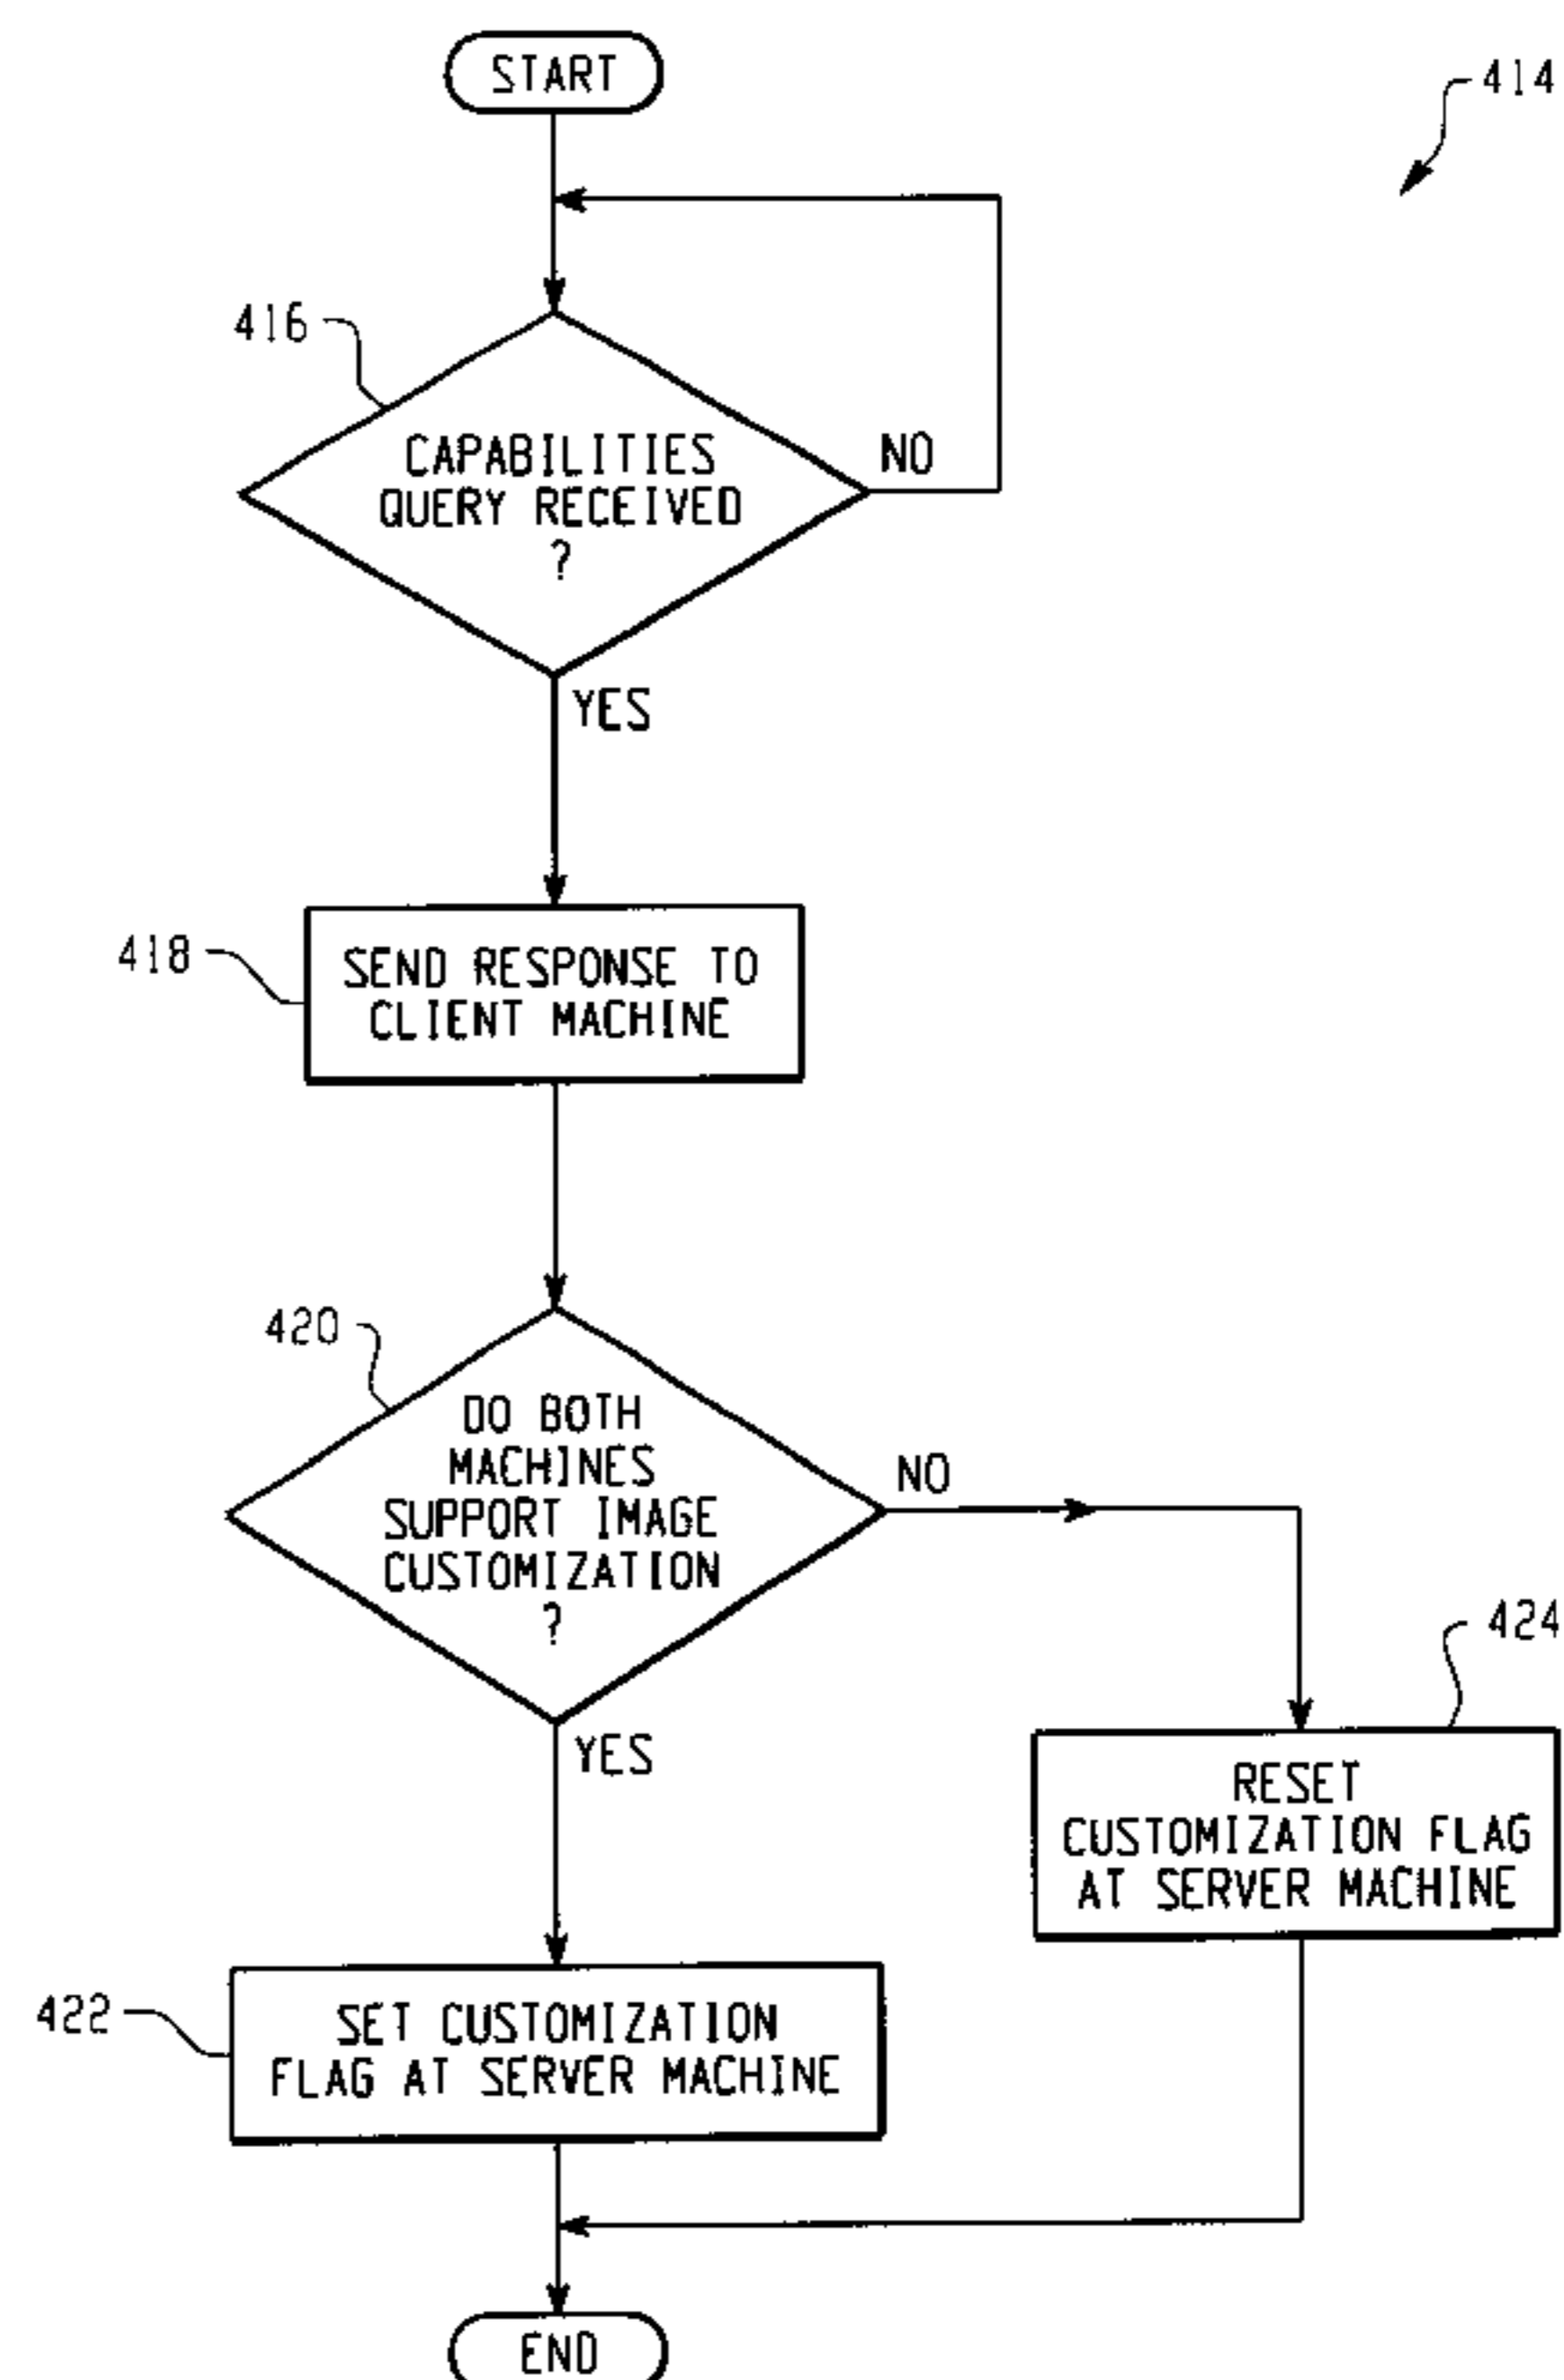 START
414
416
CAPABILITIES
QUERY RECEIVED
?
NO
YES
418
SEND RESPONSE TO
CLIENT MACHINE
420
DO BOTH
MACHINES
SUPPORT IMAGE
CUSTOMIZATION
?
NO
YES
424
RESET
CUSTOMIZATION FLAG
AT SERVER MACHINE
422
SET CUSTOMIZATION
FLAG AT SERVER MACHINE
END